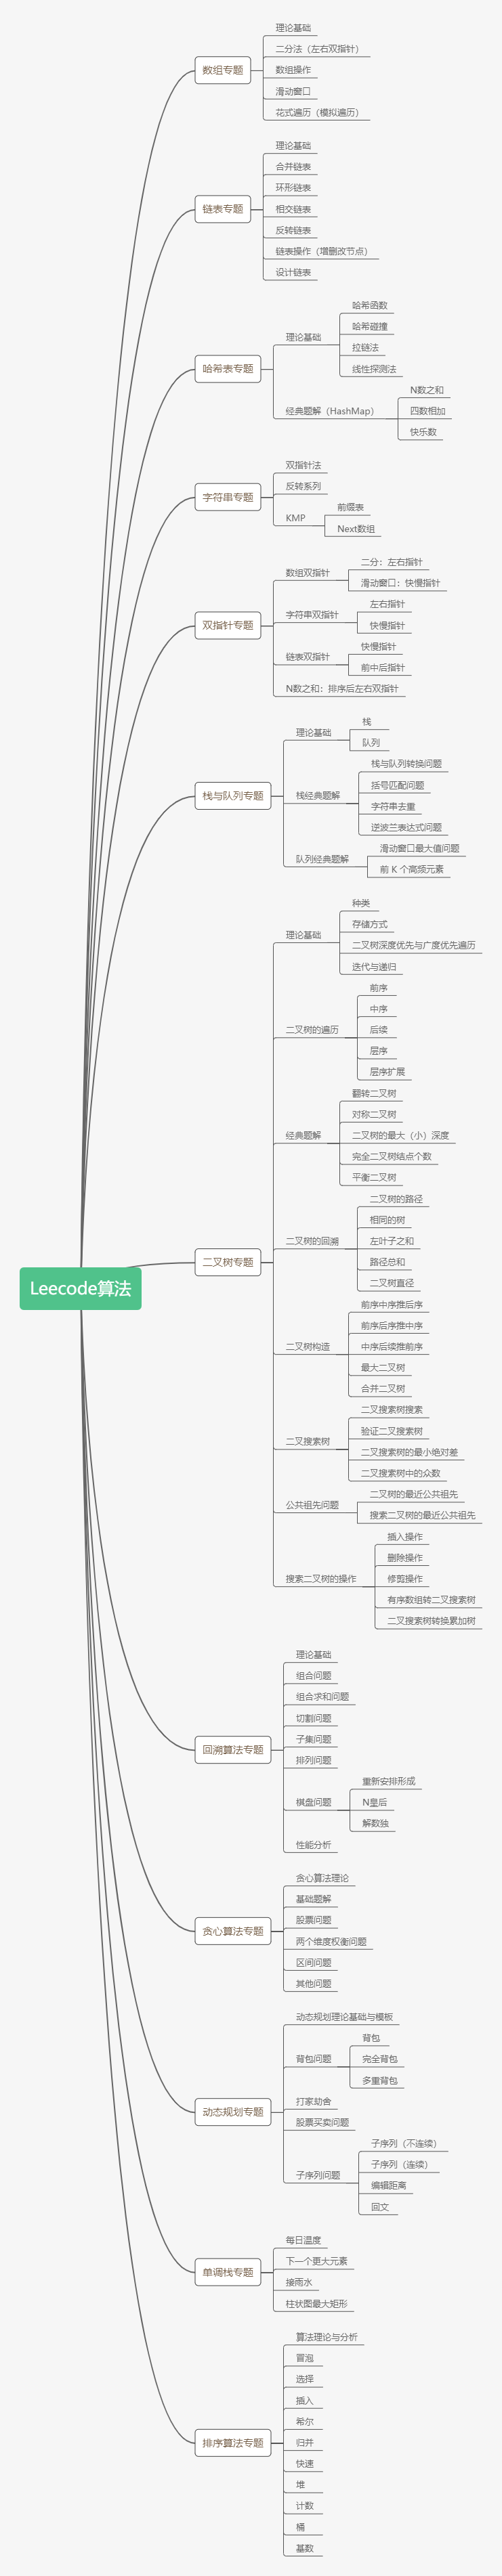 Leecode算法
数组专题
理论基础
二分法（左右双指针）
数组操作
滑动窗口
花式遍历（模拟遍历）
链表专题
理论基础
合并链表
环形链表
相交链表
反转链表
链表操作（增删改节点）
设计链表
哈希表专题
理论基础
哈希函数
哈希碰撞
拉链法
线性探测法
经典题解（HashMap）
N数之和
四数相加
快乐数
字符串专题
双指针法
反转系列
KMP
前缀表
Next数组
双指针专题
数组双指针
二分：左右指针
滑动窗口：快慢指针
字符串双指针
左右指针
快慢指针
链表双指针
快慢指针
前中后指针
N数之和：排序后左右双指针
栈与队列专题
理论基础
栈
队列
栈经典题解
栈与队列转换问题
括号匹配问题
字符串去重
逆波兰表达式问题
队列经典题解
滑动窗口最大值问题
前 K 个高频元素
二叉树专题
理论基础
种类
存储方式
二叉树深度优先与广度优先遍历
迭代与递归
二叉树的遍历
前序
中序
后续
层序
层序扩展
经典题解
翻转二叉树
对称二叉树
二叉树的最大（小）深度
完全二叉树结点个数
平衡二叉树
二叉树的回溯
二叉树的路径
相同的树
左叶子之和
路径总和
二叉树直径
二叉树构造
前序中序推后序
前序后序推中序
中序后续推前序
最大二叉树
合并二叉树
二叉搜素树
二叉搜素树搜素
验证二叉搜素树
二叉搜素树的最小绝对差
二叉搜素树中的众数
公共祖先问题
二叉树的最近公共祖先
搜素二叉树的最近公共祖先
搜素二叉树的操作
插入操作
删除操作
修剪操作
有序数组转二叉搜素树
二叉搜素树转换累加树
回溯算法专题
理论基础
组合问题
组合求和问题
切割问题
子集问题
排列问题
棋盘问题
重新安排形成
N皇后
解数独
性能分析
贪心算法专题
贪心算法理论
基础题解
股票问题
两个维度权衡问题
区间问题
其他问题
动态规划专题
动态规划理论基础与模板
背包问题
背包
完全背包
多重背包
打家劫舍
股票买卖问题
子序列问题
子序列（不连续）
子序列（连续）
编辑距离
回文
单调栈专题
每日温度
下一个更大元素
接雨水
柱状图最大矩形
排序算法专题
算法理论与分析
冒泡
选择
插入
希尔
归并
快速
堆
计数
桶
基数